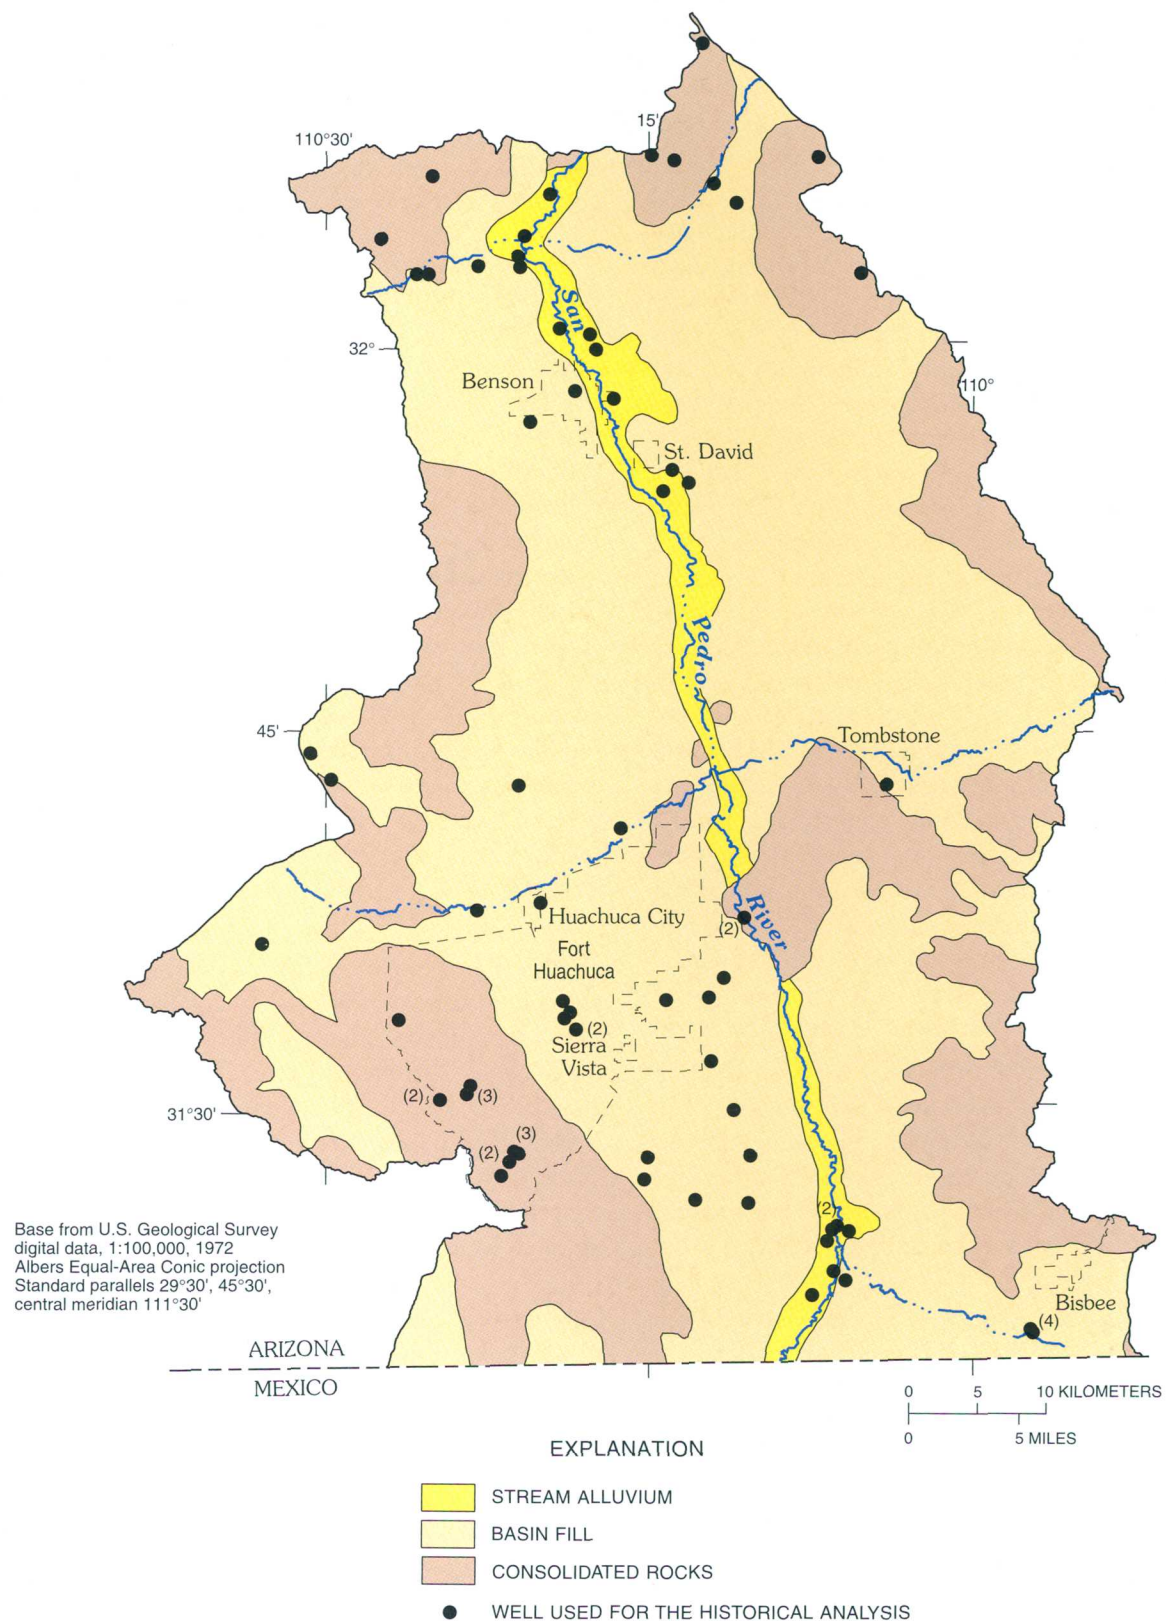 15'
110°30'
San
32°
Benson
110°
St. David
Pedro
45'
Tombstone
River
Huachuca City
(2)
Fort
Huachuca
(2)
Sierra
Vista
(2)
(3)
31°30'
(3)
(2)
(2)
Base from U.S. Geological Survey
digital data, 1:100,000, 1972
Albers Equal-Area Conic projection
Standard parallels 29°30', 45°30',
central meridian 111°30'
Bisbee
(4)
ARIZONA
MEXICO
0 5 10 KILOMETERS
0 5 MILES
EXPLANATION
STREAM ALLUVIUM
BASIN FILL
CONSOLIDATED ROCKS
WELL USED FOR THE HISTORICAL ANALYSIS